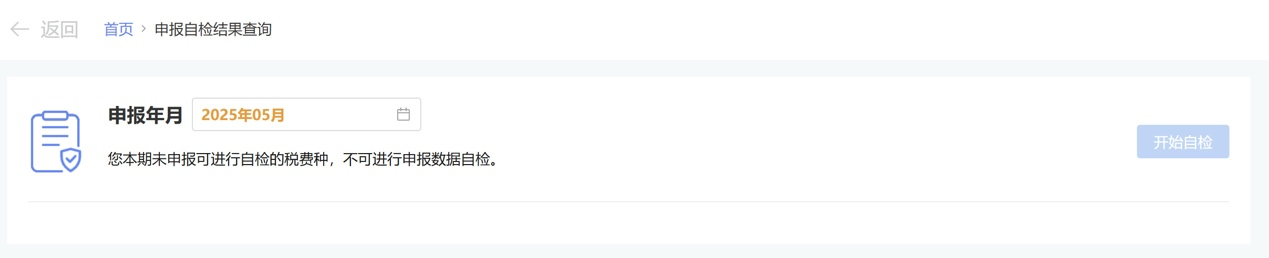 返回 首页 > 申报自检结果查询
申报年月 2025年05月
开始自检
您本期未申报可进行自检的税费种，不可进行申报数据自检。